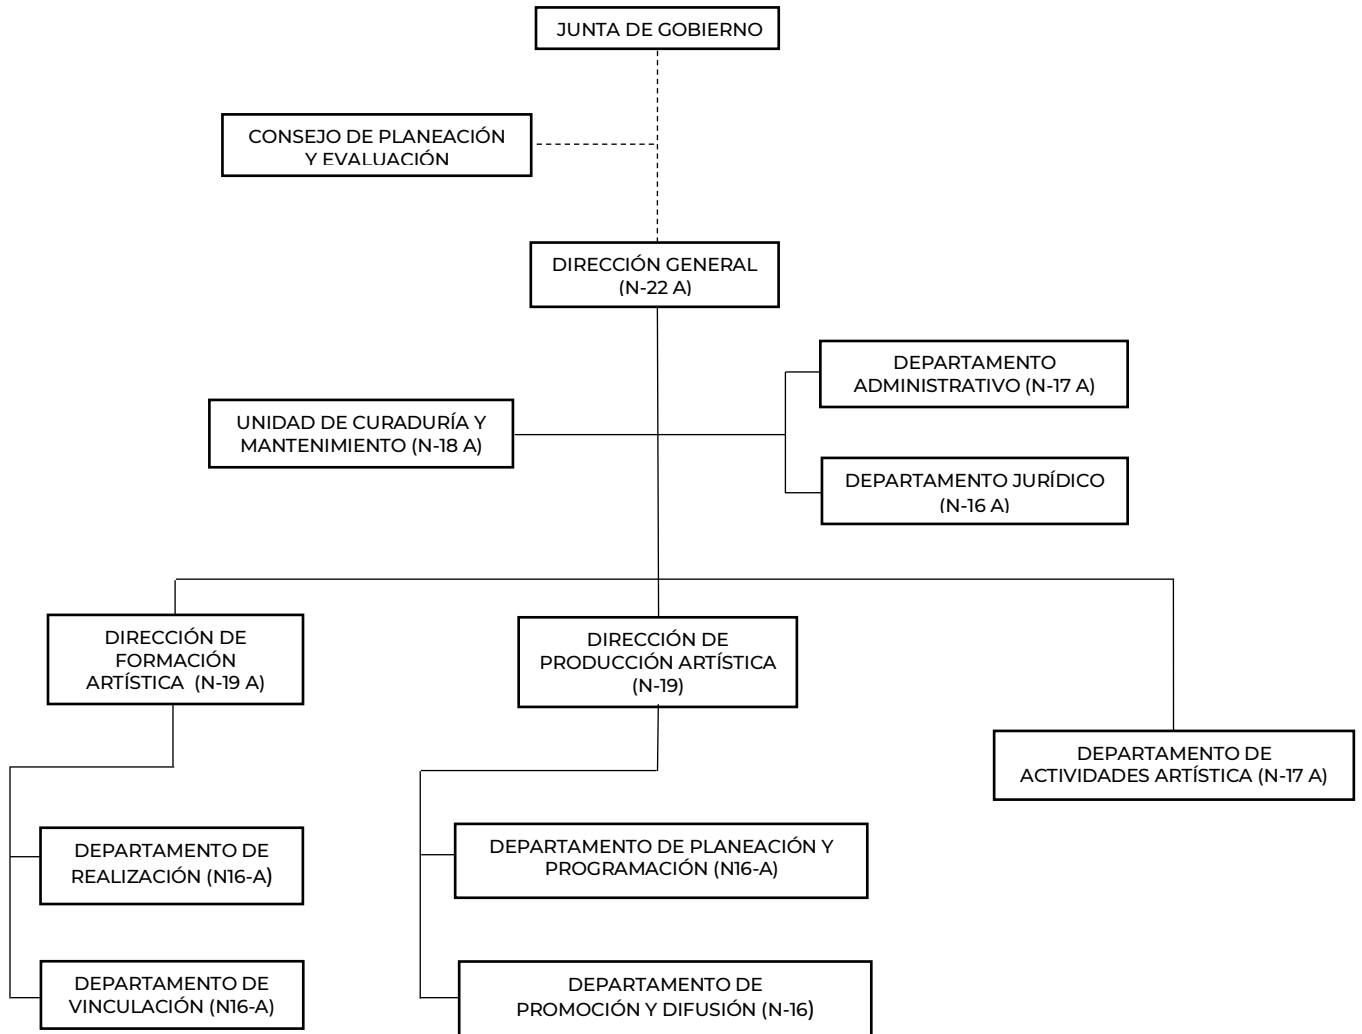 JUNTA DE GOBIERNO
CONSEJO DE PLANEACIÓN
Y EVALUACIÓN
DIRECCIÓN GENERAL
(N-22 A)
DEPARTAMENTO
ADMINISTRATIVO (N-17 A)
UNIDAD DE CURADURÍA Y
MANTENIMIENTO (N-18 A)
DEPARTAMENTO JURÍDICO
(N-16 A)
DIRECCIÓN DE
FORMACIÓN
ARTÍSTICA (N-19 A)
DIRECCIÓN DE
PRODUCCIÓN ARTÍSTICA
(N-19)
DEPARTAMENTO DE
ACTIVIDADES ARTÍSTICA (N-17 A)
DEPARTAMENTO DE
REALIZACIÓN (N16-A)
DEPARTAMENTO DE PLANEACIÓN Y
PROGRAMACIÓN (N16-A)
DEPARTAMENTO DE
VINCULACIÓN (N16-A)
DEPARTAMENTO DE
PROMOCIÓN Y DIFUSIÓN (N-16)